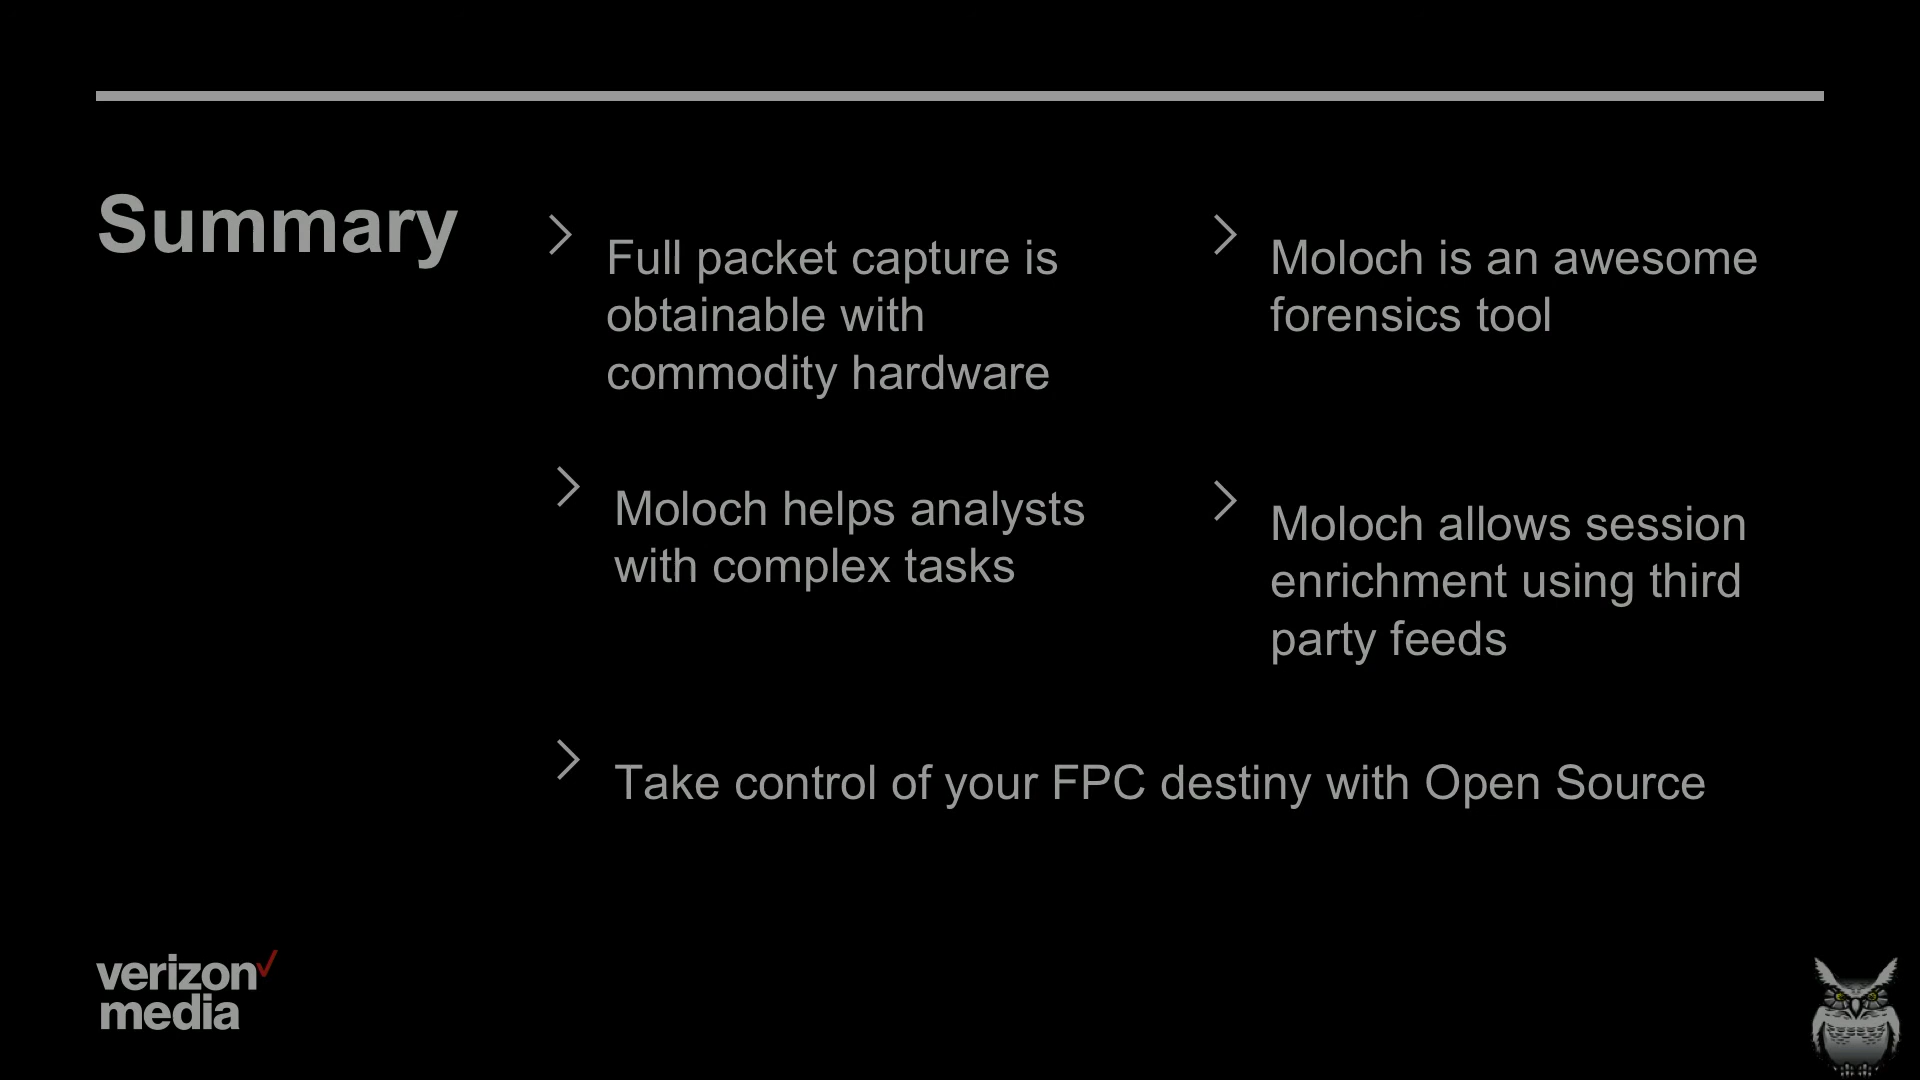 Summary
Full packet capture is
obtainable with
commodity hardware
Moloch is an awesome
forensics tool
Moloch helps analysts
with complex tasks
Moloch allows session
enrichment using third
party feeds
Take control of your FPC destiny with Open Source
verizon
media